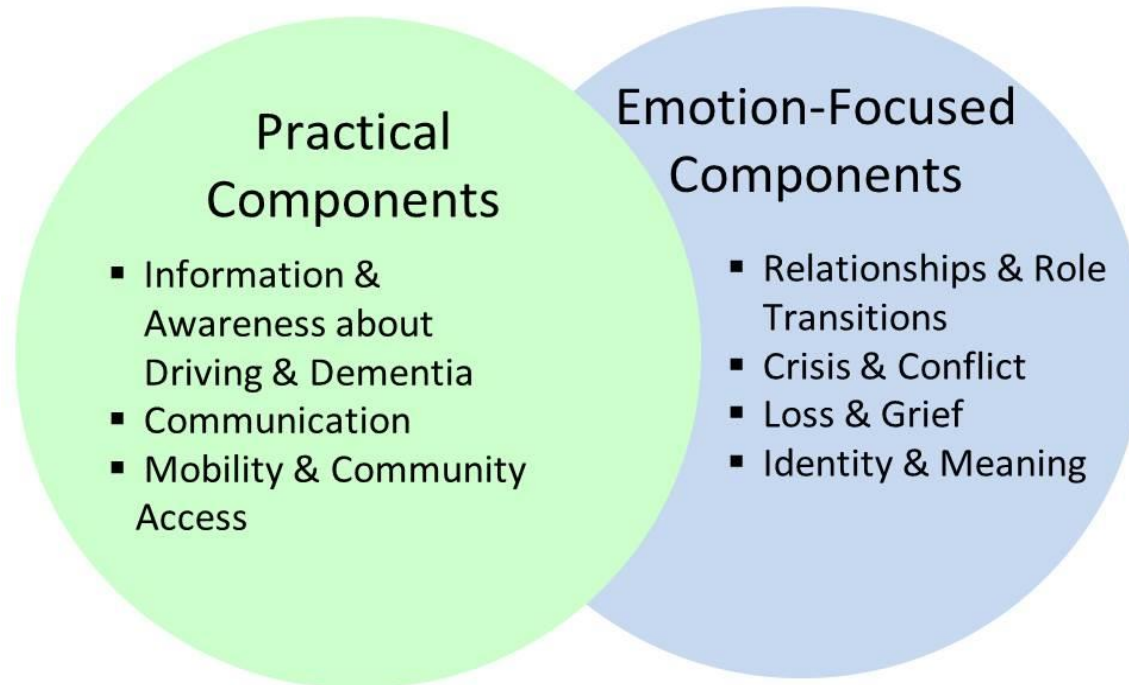 Practical
Components
▪ Information &
Awareness about
Driving & Dementia
▪ Communication
▪ Mobility & Community
Access
Emotion-Focused
Components
▪ Relationships & Role
Transitions
▪ Crisis & Conflict
▪ Loss & Grief
▪ Identity & Meaning